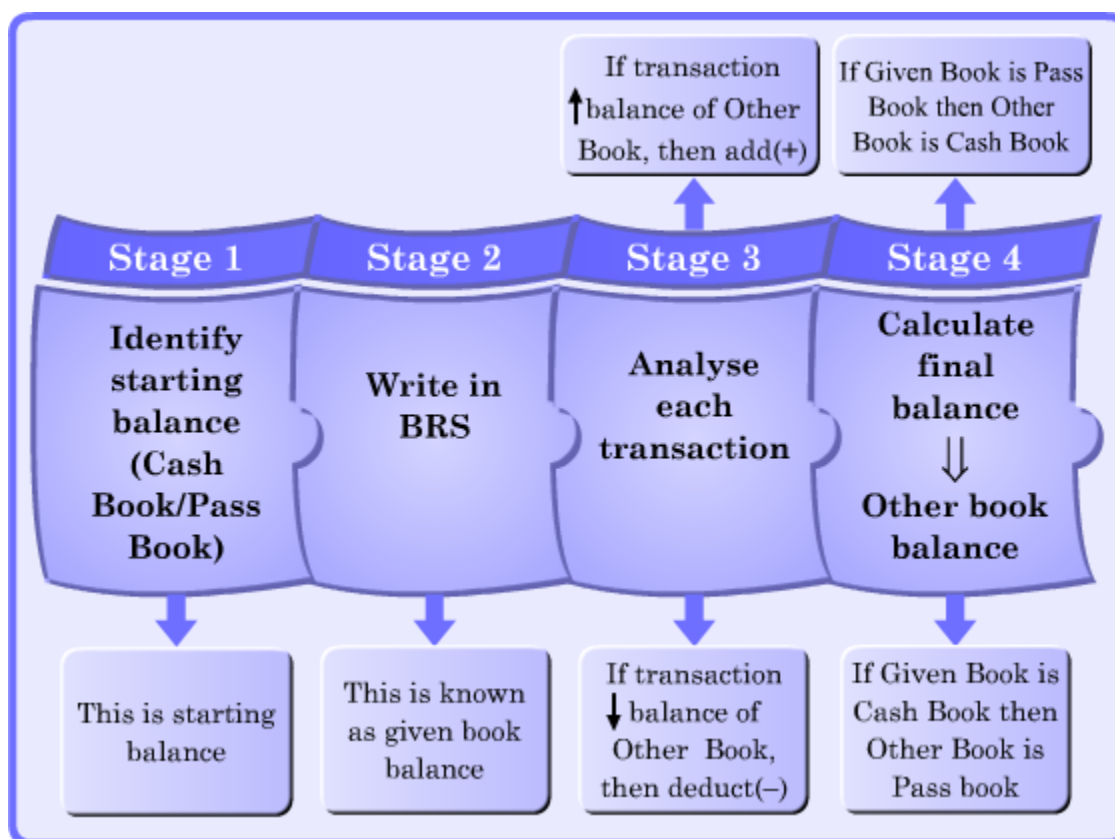 If transaction
↑balance of Other
Book, then add(+)
If Given Book is Pass
Book then Other
Book is Cash Book
Stage 1
Stage 2
Stage 3
Stage 4
Identify
starting
balance
(Cash
Book/Pass
Book)
Write in
BRS
Analyse
each
transaction
Calculate
final
balance
⇓
Other book
balance
This is starting
balance
This is known
as given book
balance
If transaction
↓ balance of
Other Book,
then deduct(–)
If Given Book is
Cash Book then
Other Book is
Pass book